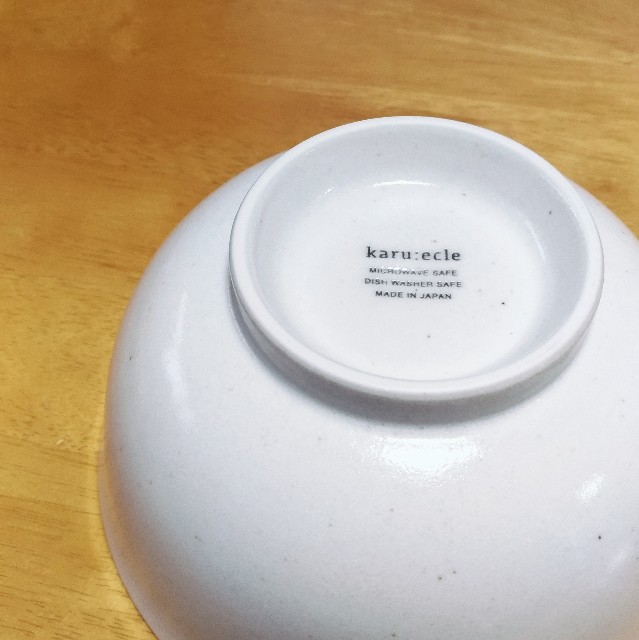 karu:ecle
MICROWAVE SAFE
DISH WASHER SAFE
MADE IN JAPAN